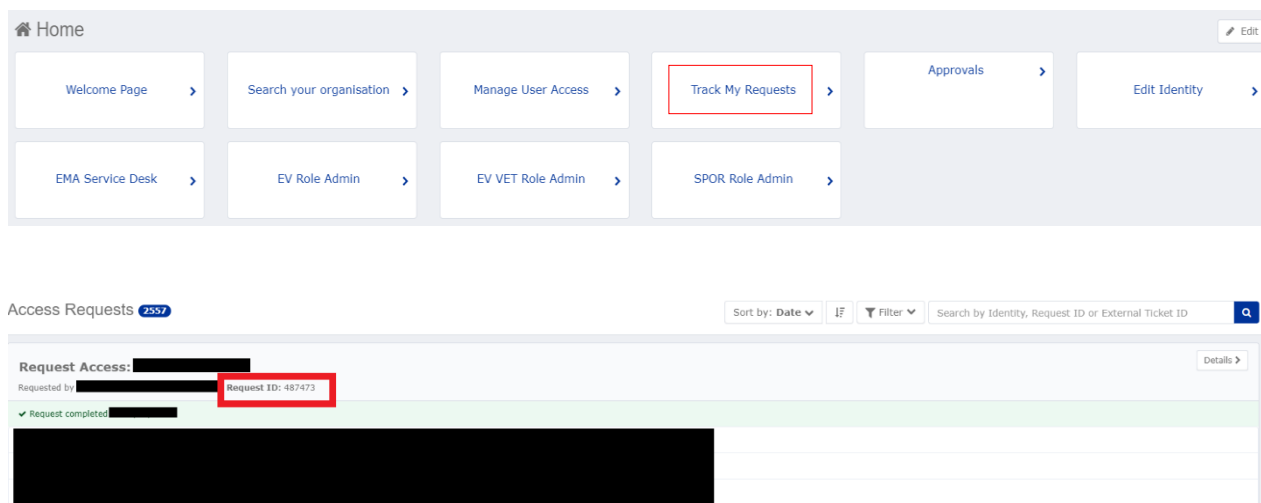 Home
Edit
Welcome Page
Search your organisation
Manage User Access
Track My Requests
Approvals
Edit Identity
EMA Service Desk
EV Role Admin
EV VET Role Admin
SPOR Role Admin
Access Requests 2557
Sort by: Date
Filter
Search by Identity, Request ID or External Ticket ID
Request Access:
Details
Requested by
Request ID: 487473
Request completed